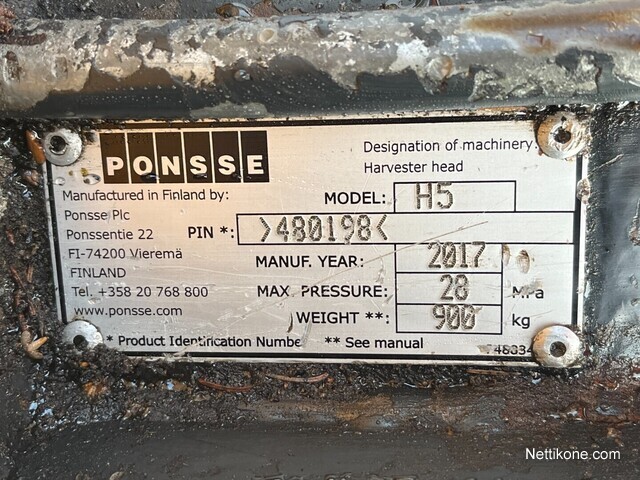 PONSSE
Designation of machinery:
Harvester head
Manufactured in Finland by:
Ponsse Plc
Ponssentie 22
FI-74200 Vieremä
FINLAND
Tel. +358 20 768 800
www.ponsse.com
MODEL: H5
PIN *: >480198<
MANUF. YEAR: 2017
MAX. PRESSURE: 28 MPa
WEIGHT **: 900 kg
* Product Identification Numbe ** See manual
Nettikone.com